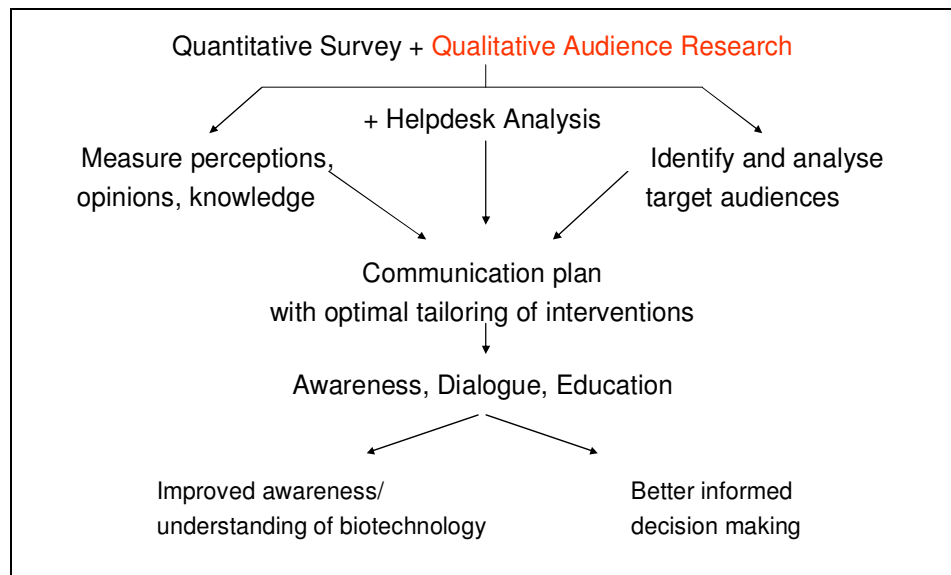 Quantitative Survey + Qualitative Audience Research
+ Helpdesk Analysis
Measure perceptions,
opinions, knowledge
Identify and analyse
target audiences
Communication plan
with optimal tailoring of interventions
Awareness, Dialogue, Education
Improved awareness/
understanding of biotechnology
Better informed
decision making